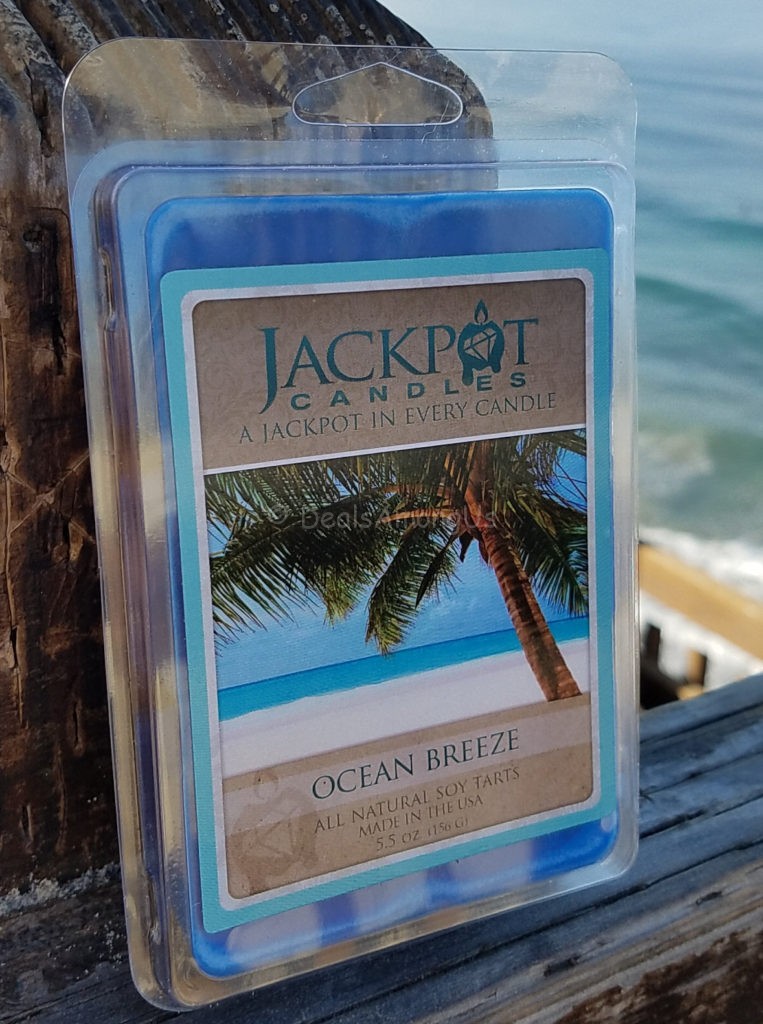 JACKPOT
CANDLES
A JACKPOT IN EVERY CANDLE
© DealsAmongUs
OCEAN BREEZE
ALL NATURAL SOY TARTS
MADE IN THE USA
5.5 OZ (156 G)